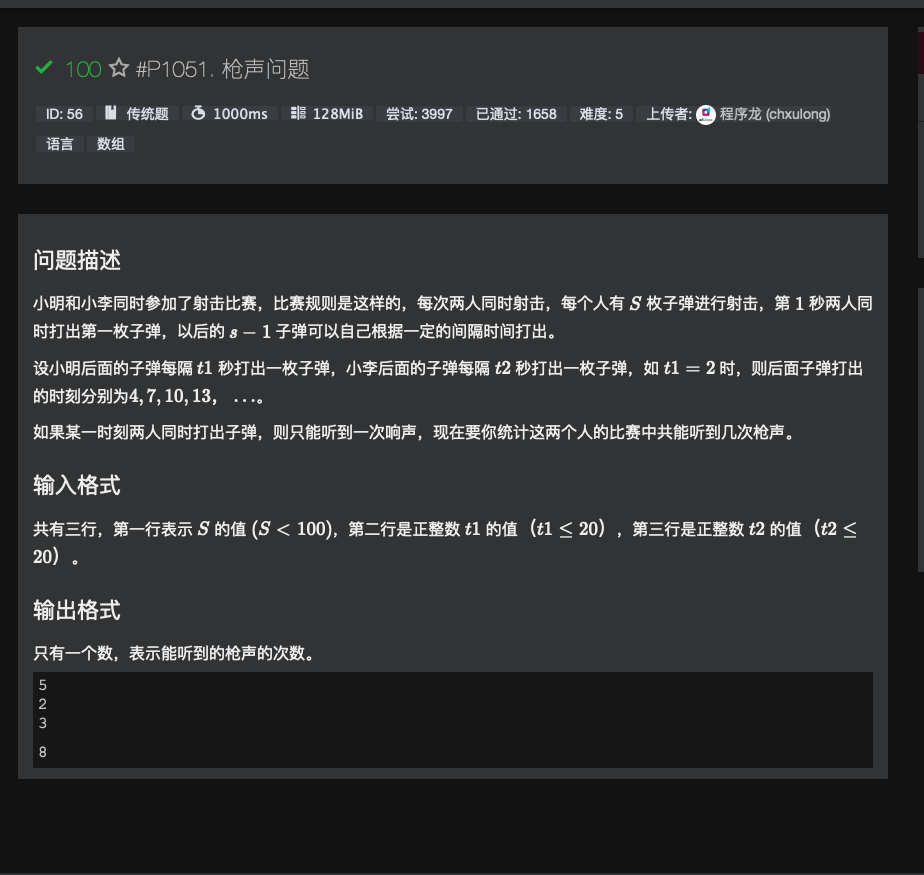 100 #P1051. 枪声问题
ID: 56 传统题 1000ms 128MiB 尝试: 3997 已通过: 1658 难度: 5 上传者: 程序龙 (chxulong)
语言 数组
问题描述
小明和小李同时参加了射击比赛，比赛规则是这样的，每次两人同时射击，每个人有 S 枚子弹进行射击，第 1 秒两人同
时打出第一枚子弹，以后的 s − 1 子弹可以自己根据一定的间隔时间打出。
设小明后面的子弹每隔 t1 秒打出一枚子弹，小李后面的子弹每隔 t2 秒打出一枚子弹，如 t1 = 2 时，则后面子弹打出
的时刻分别为4, 7, 10, 13， …。
如果某一时刻两人同时打出子弹，则只能听到一次响声，现在要你统计这两个人的比赛中共能听到几次枪声。
输入格式
共有三行，第一行表示 S 的值 (S < 100)，第二行是正整数 t1 的值（t1 ≤ 20），第三行是正整数 t2 的值（t2 ≤
20）。
输出格式
只有一个数，表示能听到的枪声的次数。
5
2
3
8